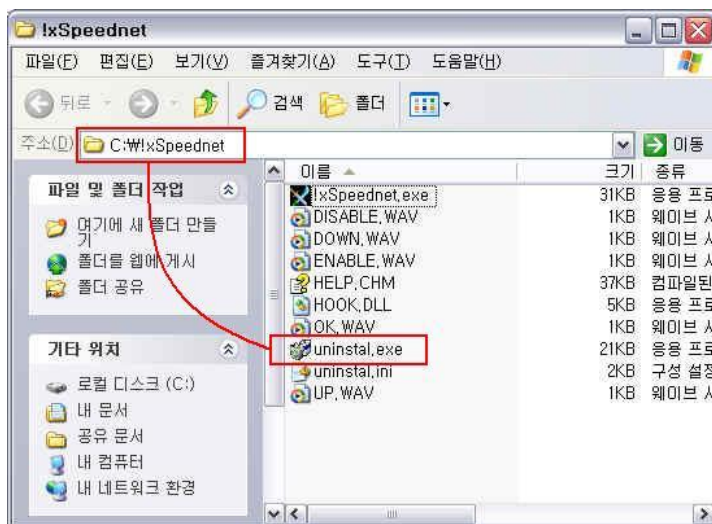 !xSpeednet
파일(F) 편집(E) 보기(V) 즐겨찾기(A) 도구(T) 도움말(H)
뒤로 검색 폴더
주소(D) C:\!xSpeednet 이동
파일 및 폴더 작업
여기에 새 폴더 만들
기
폴더를 웹에 게시
폴더 공유
기타 위치
로컬 디스크 (C:)
내 문서
공유 문서
내 컴퓨터
내 네트워크 환경
이름 크기 종류
!xSpeednet.exe 31KB 응용 프로
DISABLE.WAV 1KB 웨이브 사
DOWN.WAV 1KB 웨이브 사
ENABLE.WAV 1KB 웨이브 사
HELP.CHM 37KB 컴파일된
HOOK.DLL 5KB 응용 프로
OK.WAV 1KB 웨이브 사
uninstal.exe 21KB 응용 프로
uninstal.ini 2KB 구성 설정
UP.WAV 1KB 웨이브 사